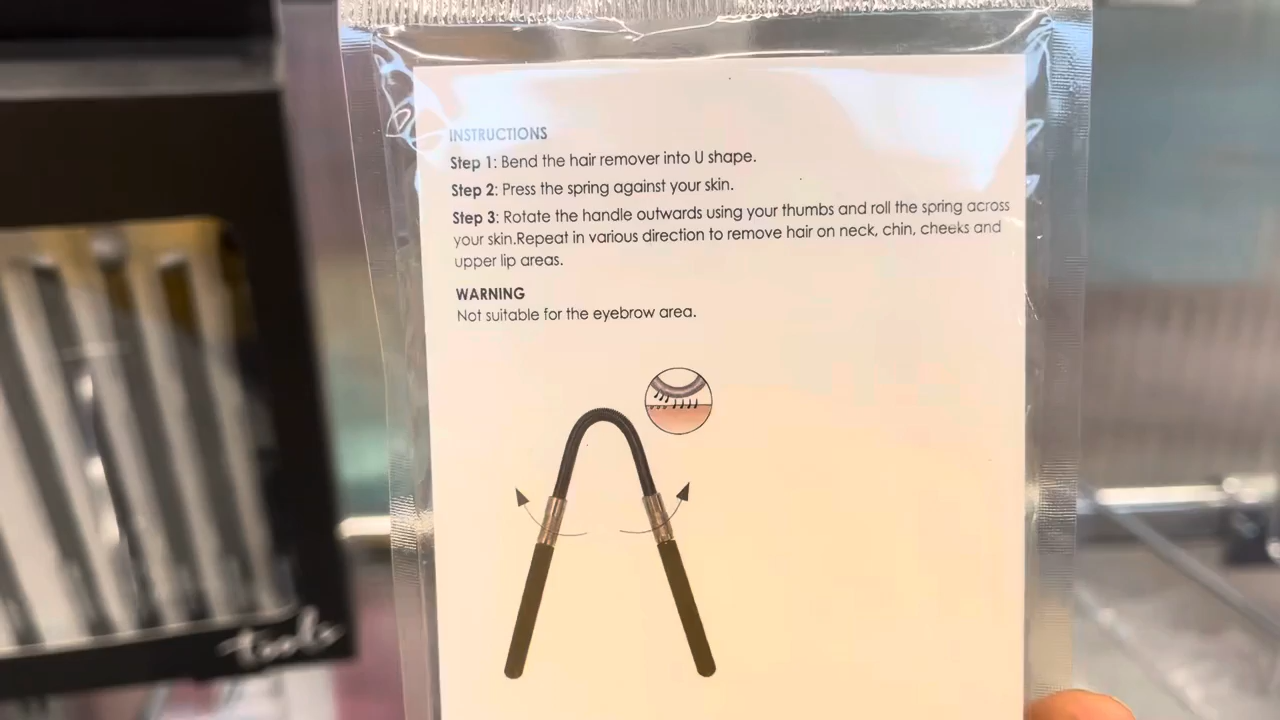 INSTRUCTIONS
Step 1: Bend the hair remover into U shape.
Step 2: Press the spring against your skin.
Step 3: Rotate the handle outwards using your thumbs and roll the spring across
your skin.Repeat in various direction to remove hair on neck, chin, cheeks and
upper lip areas.
WARNING
Not suitable for the eyebrow area.
tools